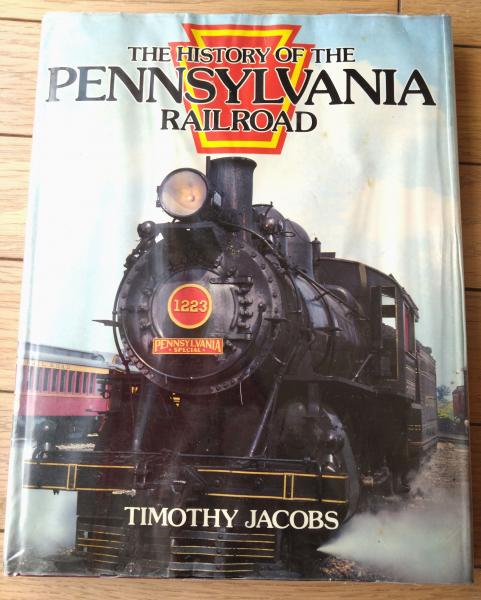 THE HISTORY OF THE
PENNSYLVANIA
RAILROAD
1223
PENNSYLVANIA
SPECIAL
TIMOTHY JACOBS